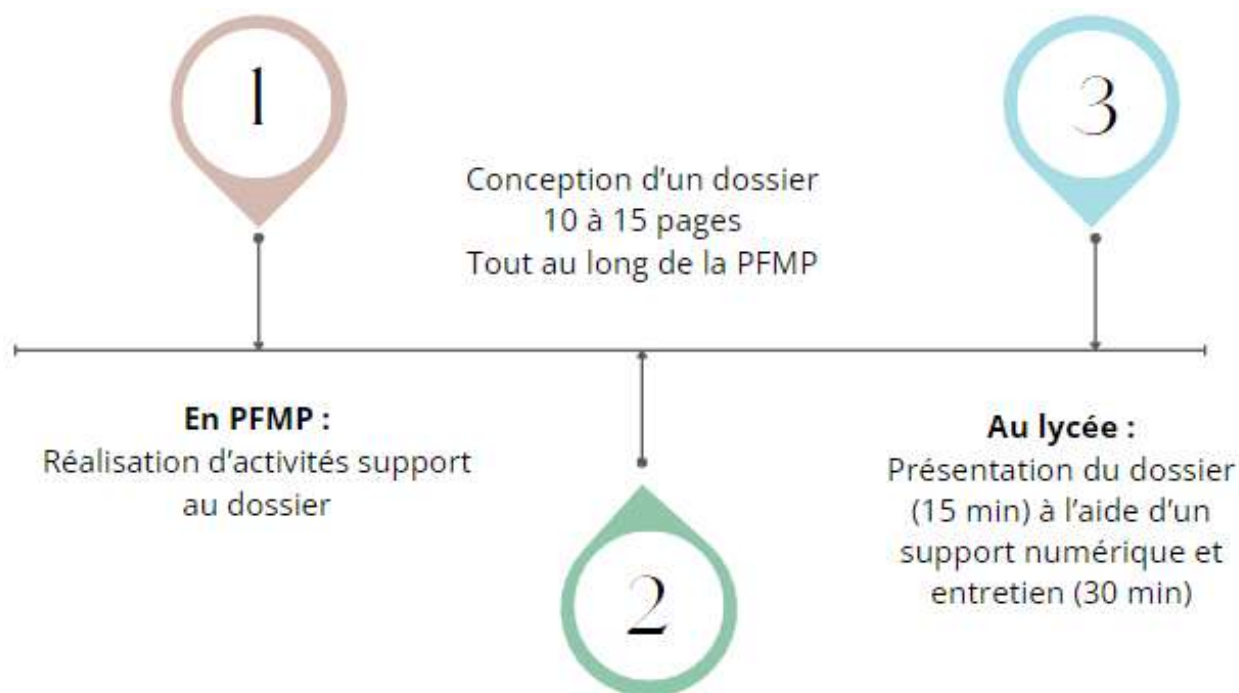 1
En PFMP :
Réalisation d'activités support
au dossier
Conception d'un dossier
10 à 15 pages
Tout au long de la PFMP
2
3
Au lycée :
Présentation du dossier
(15 min) à l'aide d'un
support numérique et
entretien (30 min)